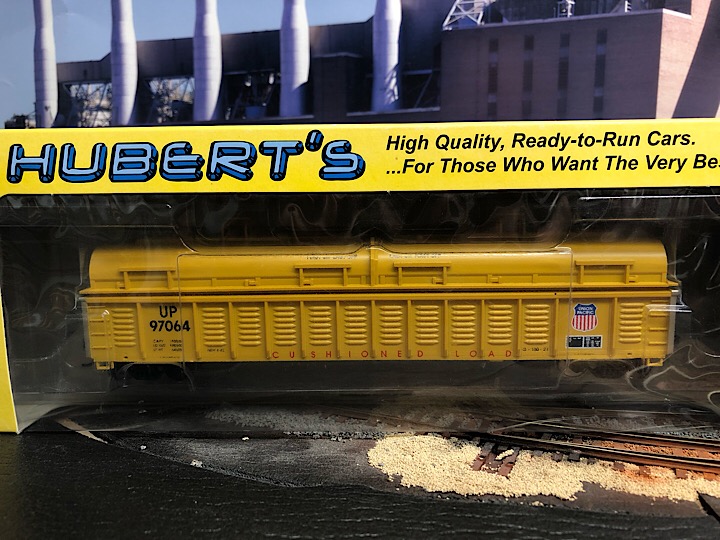 HUBERT'S
High Quality, Ready-to-Run Cars.
...For Those Who Want The Very Be
UP
97064
UNION
PACIFIC
CUSHIONED LOAD